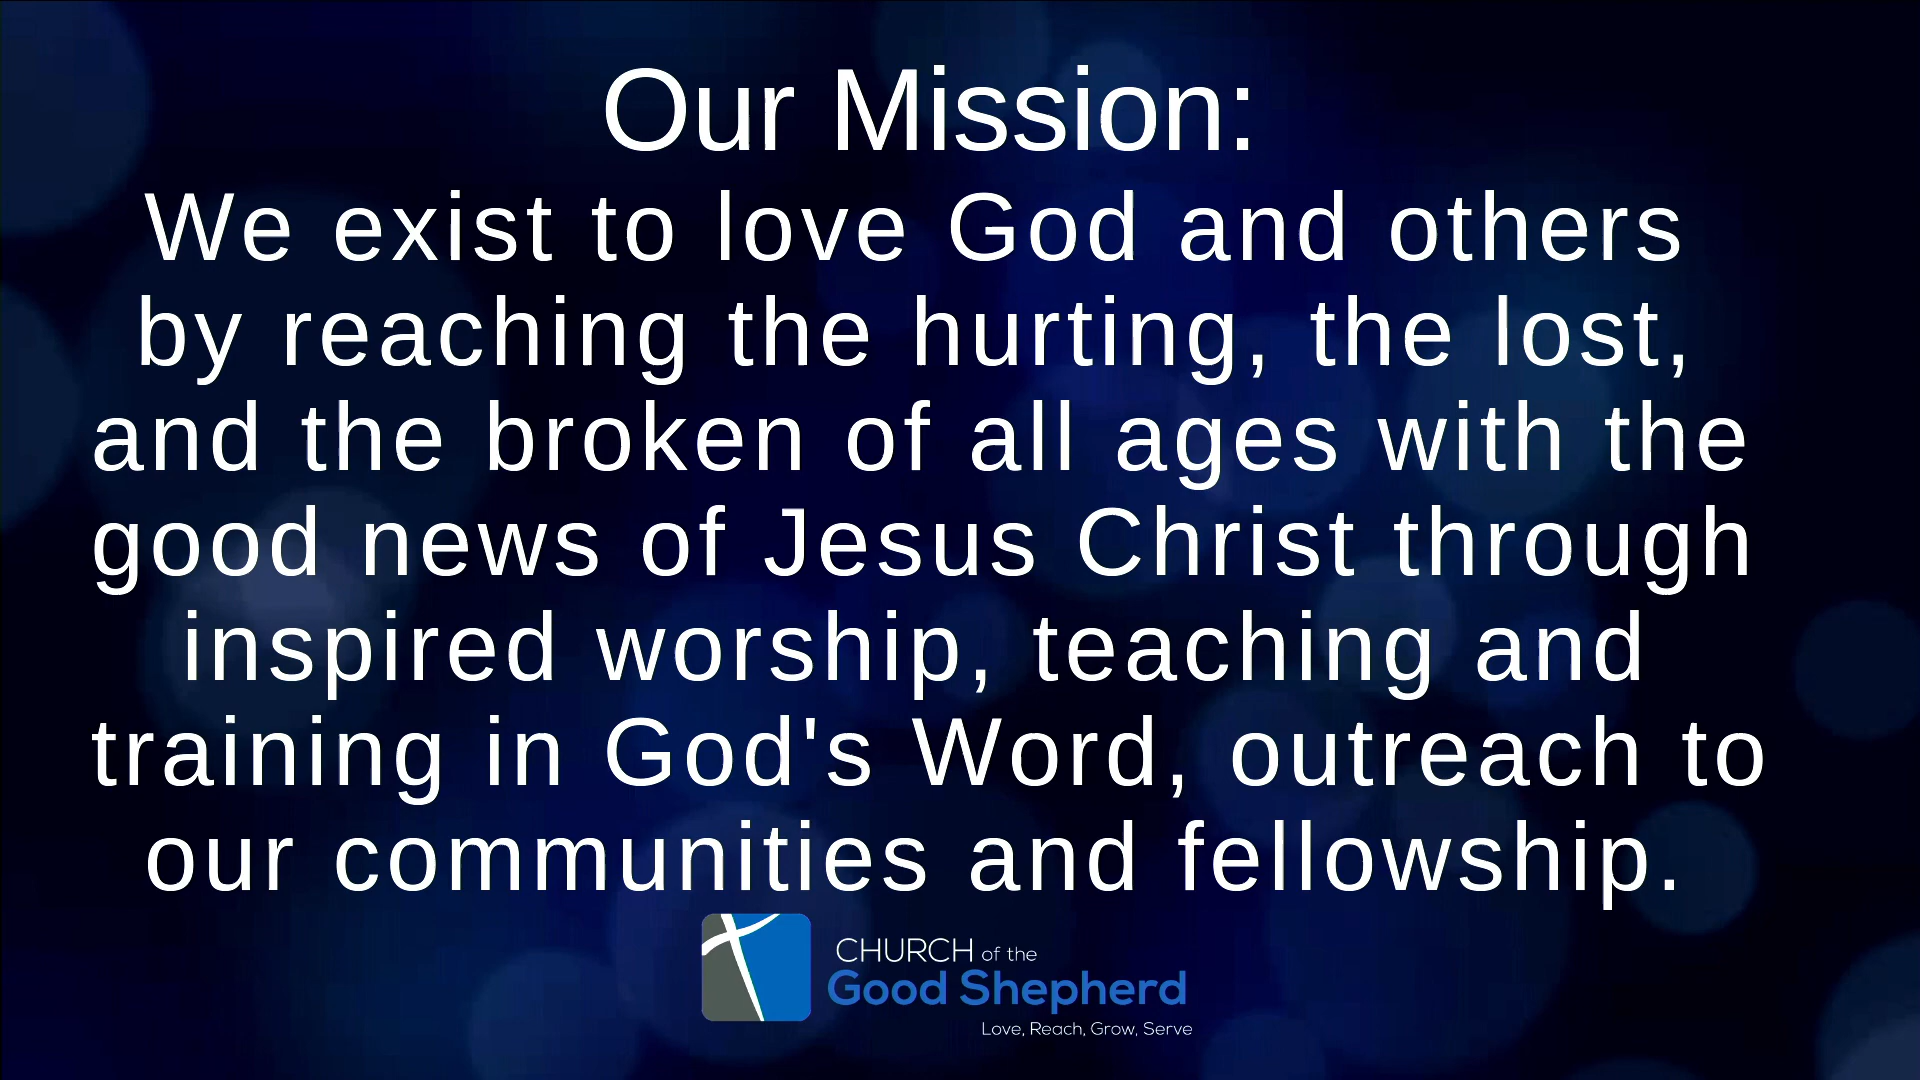 Our Mission:
We exist to love God and others
by reaching the hurting, the lost,
and the broken of all ages with the
good news of Jesus Christ through
inspired worship, teaching and
training in God's Word, outreach to
our communities and fellowship.
CHURCH of the
Good Shepherd
Love, Reach, Grow, Serve